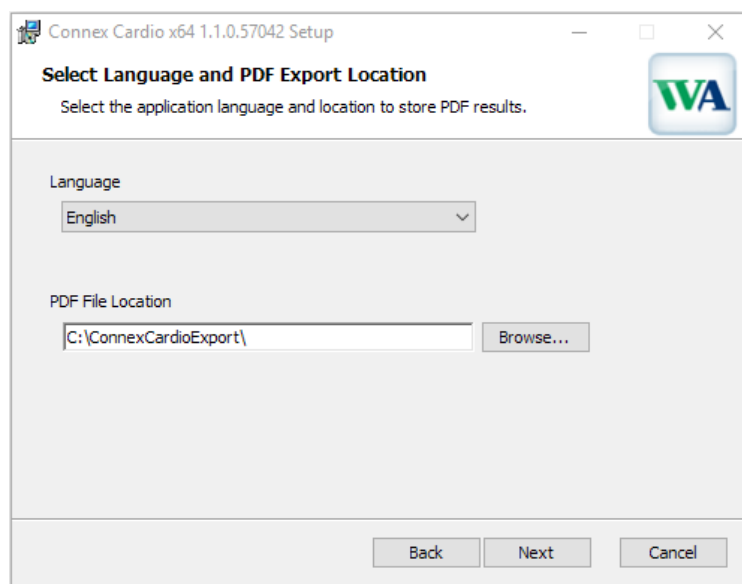 Connex Cardio x64 1.1.0.57042 Setup
Select Language and PDF Export Location
Select the application language and location to store PDF results.
WA
Language
English
PDF File Location
C:\ConnexCardioExport\
Browse...
Back
Next
Cancel